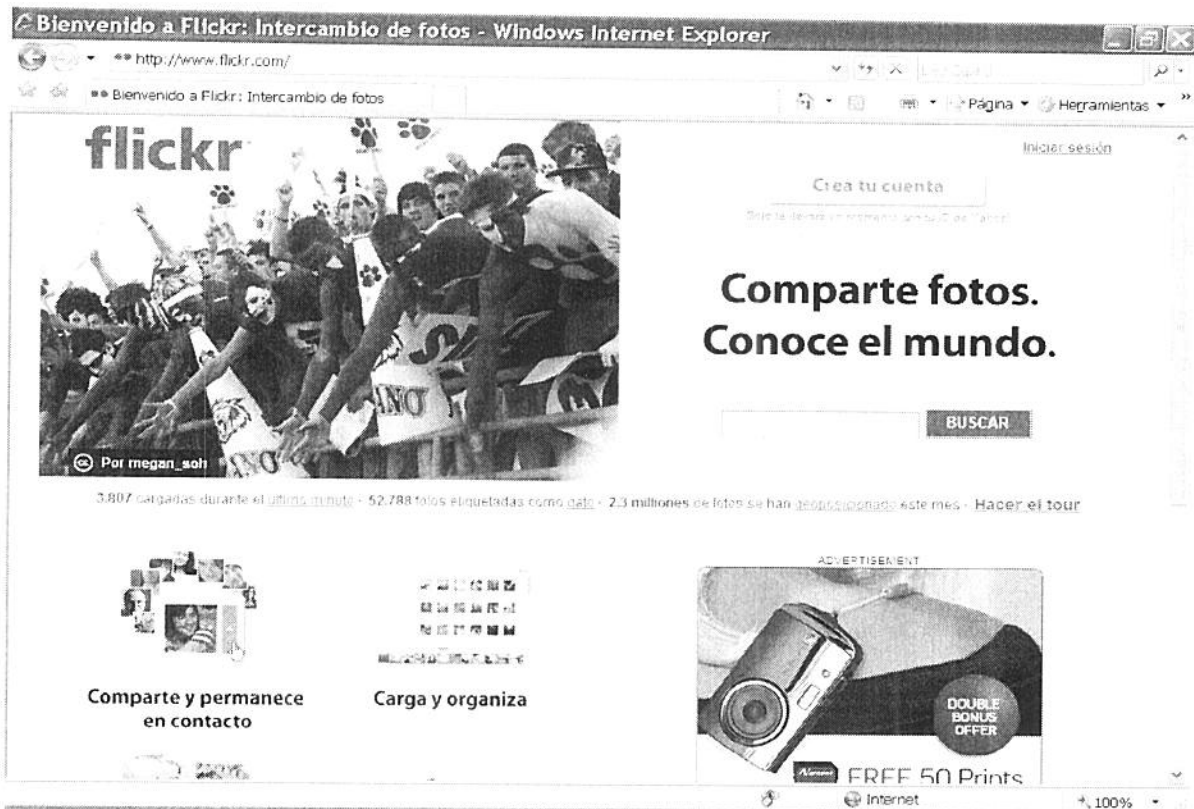 Bienvenido a Flickr: Intercambio de fotos - Windows Internet Explorer
http://www.flickr.com/
Bienvenido a Flickr: Intercambio de fotos
Página
Herramientas
flickr
Iniciar sesión
Crea tu cuenta
Comparte fotos.
Conoce el mundo.
BUSCAR
ANO
Por megan_soh
3.807 cargadas durante el último minuto - 52.788 fotos etiquetadas como dato - 2.3 milliones de fotos se han geoposicionado este mes - Hacer el tour
ADVERTISEMENT
Comparte y permanece
en contacto
Carga y organiza
DOUBLE
BONUS
OFFER
FREE 50 Prints
Internet
100%